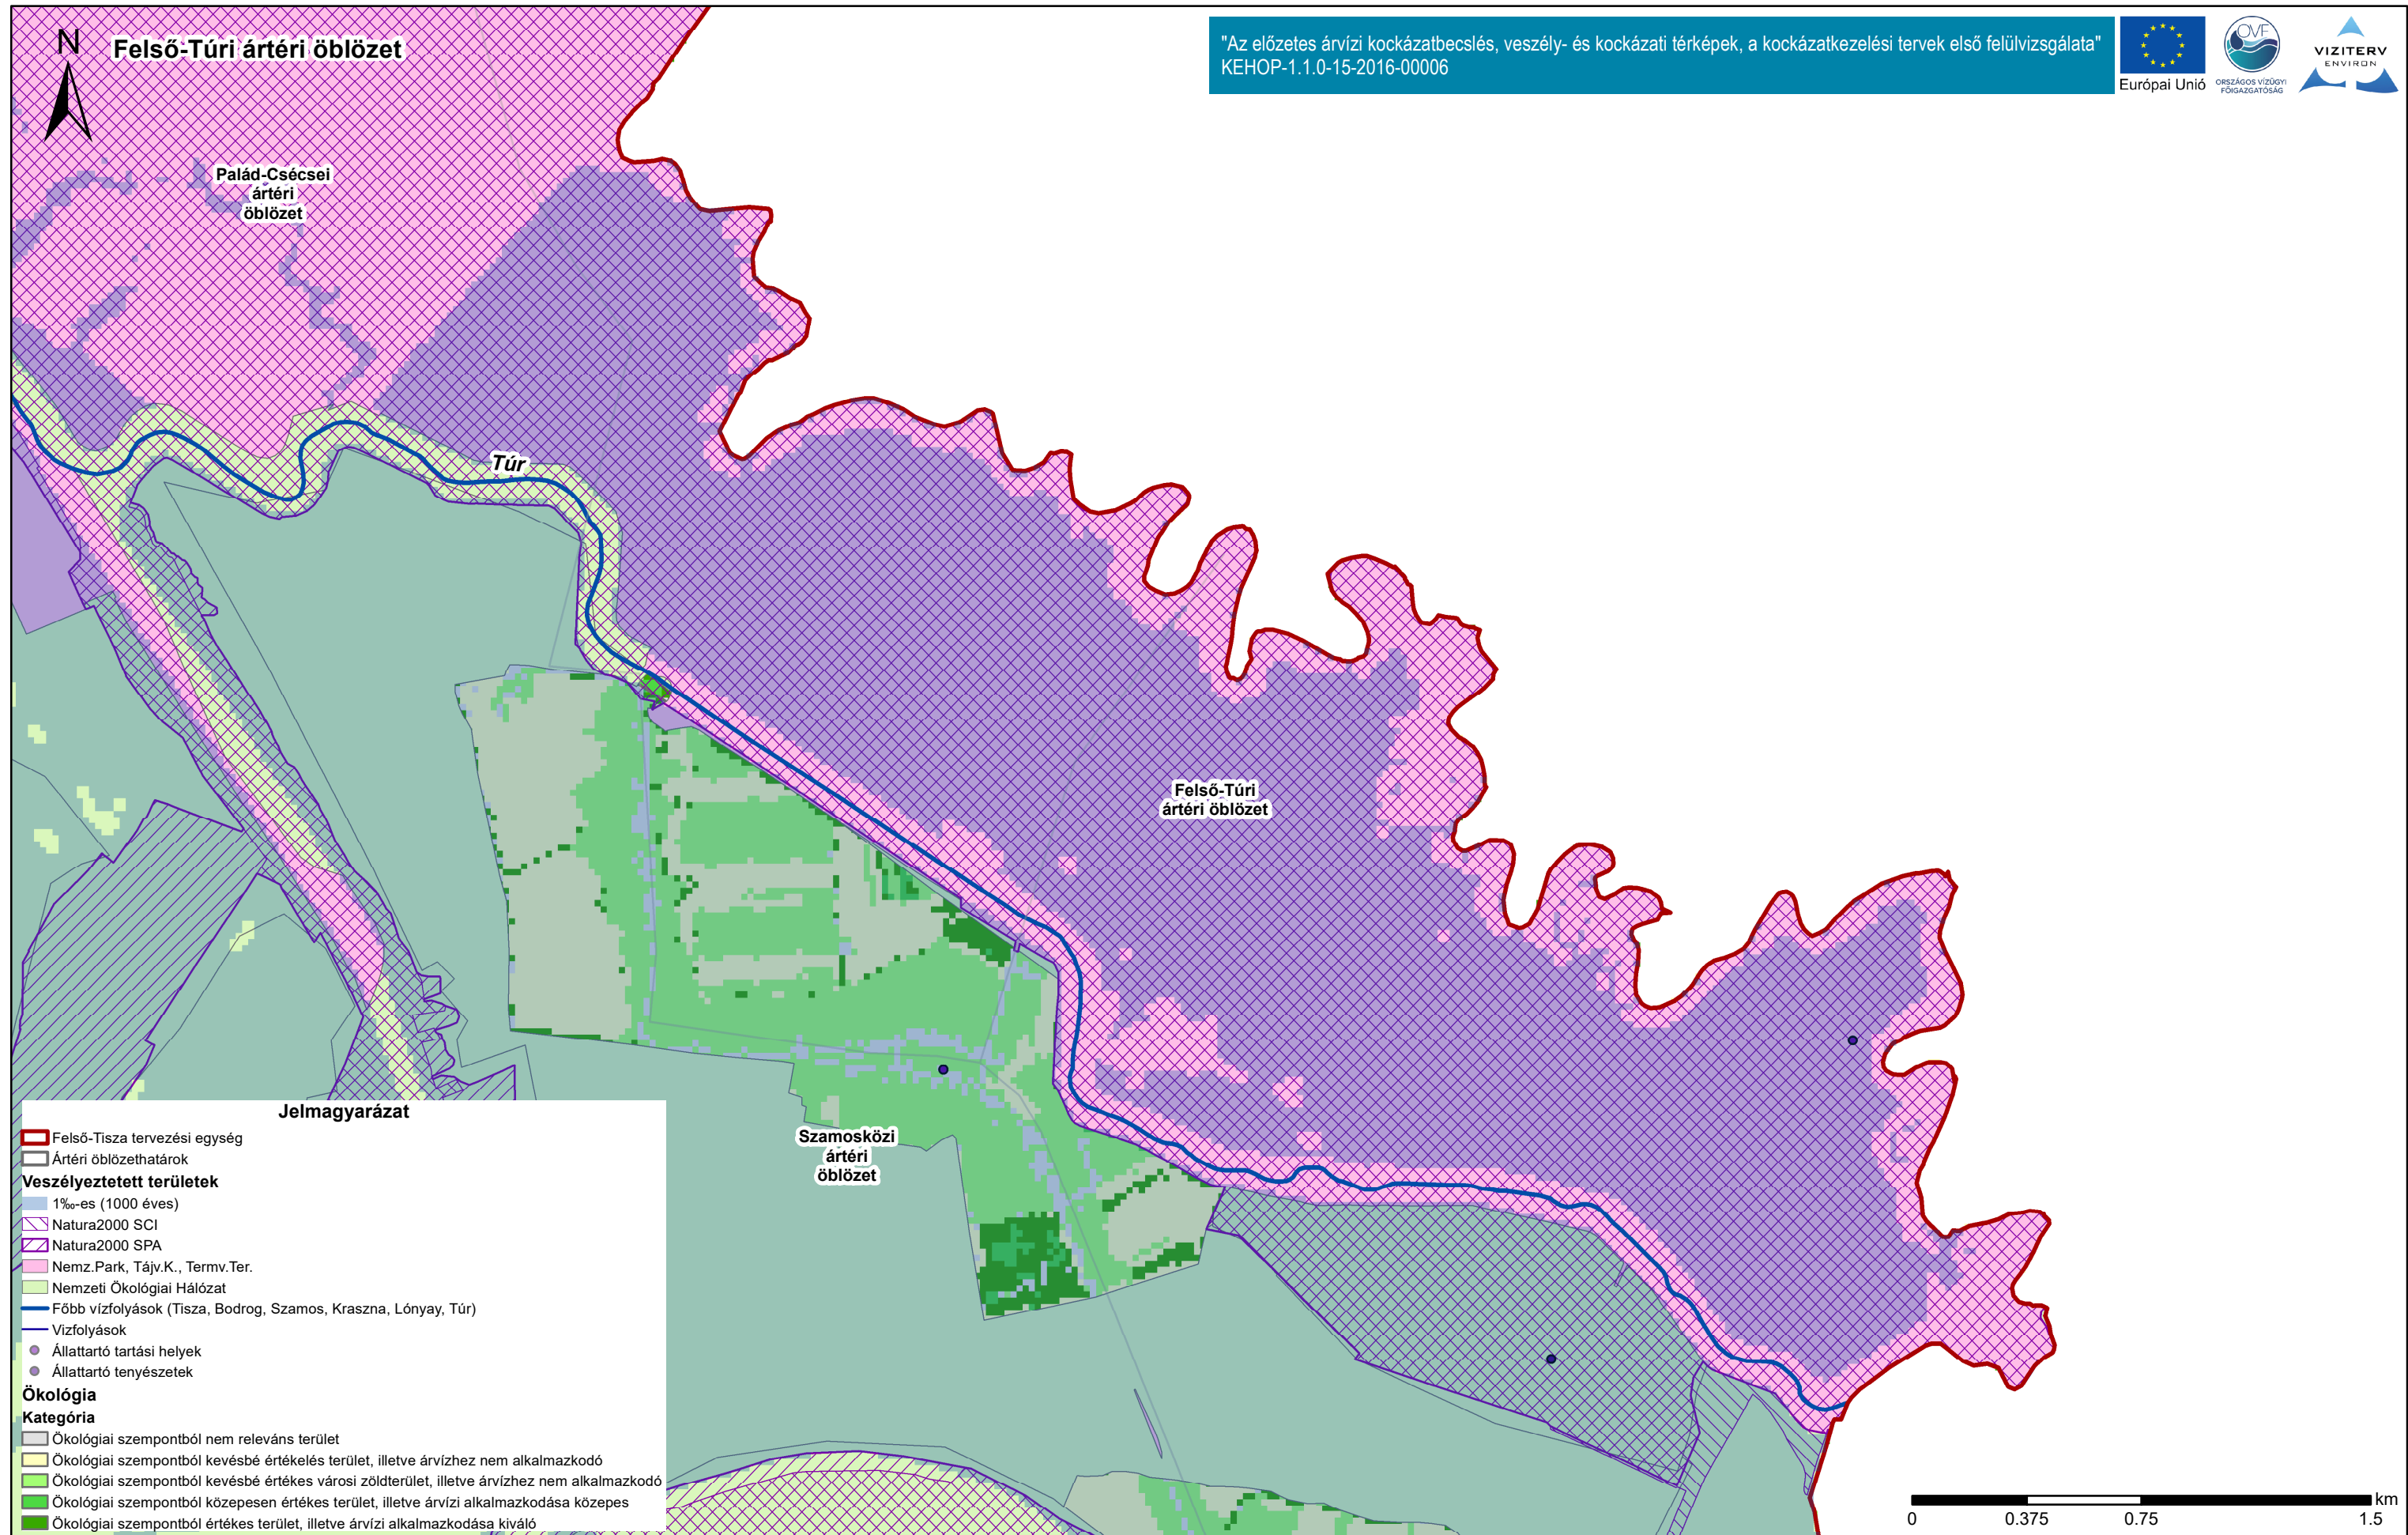 N
Felső-Túri ártéri öblözet
"Az előzetes árvízi kockázatbecslés, veszély- és kockázati térképek, a kockázatkezelési tervek első felülvizsgálata"
KEHOP-1.1.0-15-2016-00006
Európai Unió
OVF
ORSZÁGOS VÍZÜGYI
FŐIGAZGATÓSÁG
VIZITERV
ENVIRON
Palád-Csécsei
ártéri
öblözet
Túr
Felső-Túri
ártéri öblözet
Szamosközi
ártéri
öblözet
Jelmagyarázat
Felső-Tisza tervezési egység
Ártéri öblözethatárok
Veszélyeztetett területek
1‰-es (1000 éves)
Natura2000 SCI
Natura2000 SPA
Nemz.Park, Tájv.K., Termv.Ter.
Nemzeti Ökológiai Hálózat
Főbb vízfolyások (Tisza, Bodrog, Szamos, Kraszna, Lónyay, Túr)
Vizfolyások
Állattartó tartási helyek
Állattartó tenyészetek
Ökológia
Kategória
Ökológiai szempontból nem releváns terület
Ökológiai szempontból kevésbé értékelés terület, illetve árvízhez nem alkalmazkodó
Ökológiai szempontból kevésbé értékes városi zöldterület, illetve árvízhez nem alkalmazkodó
Ökológiai szempontból közepesen értékes terület, illetve árvízi alkalmazkodása közepes
Ökológiai szempontból értékes terület, illetve árvízi alkalmazkodása kiváló
km
0 0.375 0.75 1.5